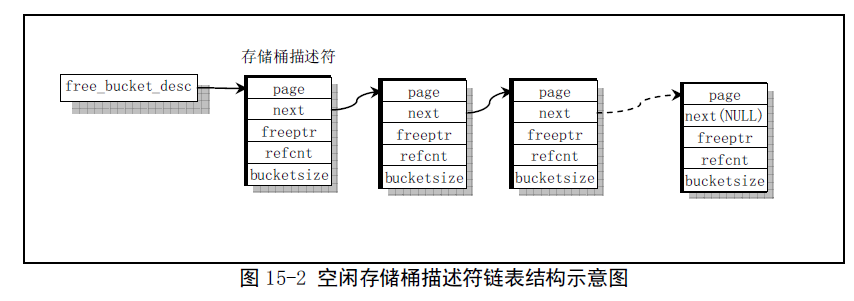 存储桶描述符
free_bucket_desc
page
next
freeptr
refcnt
bucketsize
page
next
freeptr
refcnt
bucketsize
page
next
freeptr
refcnt
bucketsize
page
next(NULL)
freeptr
refcnt
bucketsize
图 15-2 空闲存储桶描述符链表结构示意图